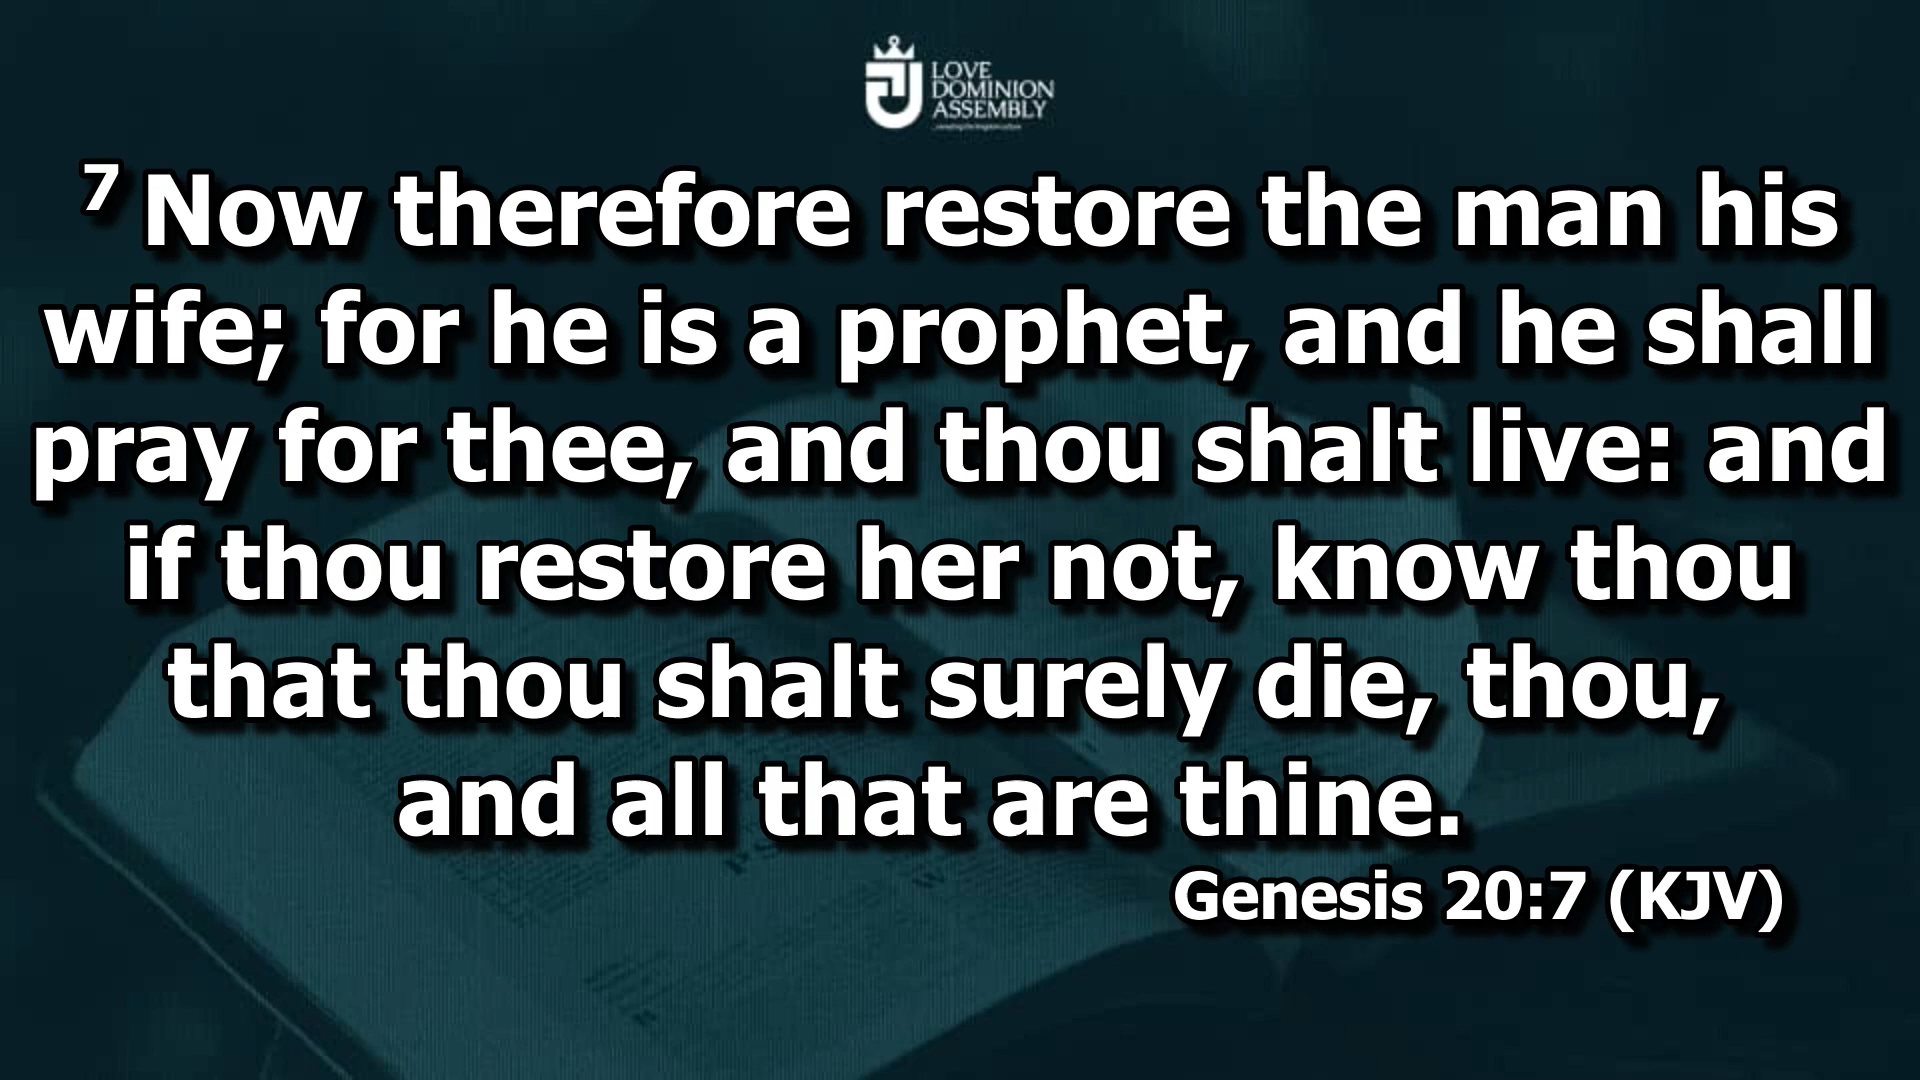 LOVE
DOMINION
ASSEMBLY
7 Now therefore restore the man his
wife; for he is a prophet, and he shall
pray for thee, and thou shalt live: and
if thou restore her not, know thou
that thou shalt surely die, thou,
and all that are thine.
Genesis 20:7 (KJV)